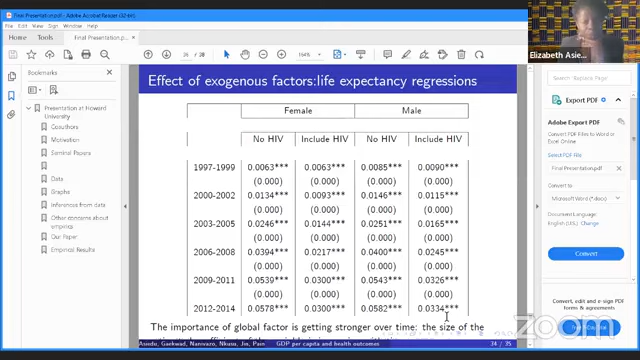 Final Presentation.pdf - Adobe Acrobat Reader (32-bit)
File Edit View Sign Window Help
Home Tools Final Presentation.p... ×
26 / 28 164%
Bookmarks
Presentation at Howard University
Coauthors
Motivation
Seminal Papers
Data
Graphs
Inferences from data
Other concerns about empirics
Our Paper
Empirical Results
Effect of exogenous factors:life expectancy regressions
Female Male
No HIV Include HIV No HIV Include HIV
1997-1999 0.0063*** 0.0063*** 0.0085*** 0.0090***
(0.000) (0.000) (0.000) (0.000)
2000-2002 0.0134*** 0.0093*** 0.0146*** 0.0115***
(0.000) (0.000) (0.000) (0.000)
2003-2005 0.0246*** 0.0144*** 0.0251*** 0.0165***
(0.000) (0.000) (0.000) (0.000)
2006-2008 0.0394*** 0.0217*** 0.0400*** 0.0245***
(0.000) (0.000) (0.000) (0.000)
2009-2011 0.0539*** 0.0300*** 0.0543*** 0.0326***
(0.000) (0.000) (0.000) (0.000)
2012-2014 0.0578*** 0.0300*** 0.0582*** 0.0334***
The importance of global factor is getting stronger over time: the size of the
Asiedu, Gaekwad, Nanivazo, Nkusu, Jin, Pain GDP per capita and health outcomes 34 / 35
Elizabeth Asie...
Search
Export PDF
Adobe Export PDF
Convert PDF Files to Word or Excel Online
Select PDF File
Final Presentation.pdf ×
Convert to
Microsoft Word (*.docx)
Document Language:
English (U.S.) Change
Convert
Convert, edit and e-sign PDF forms & agreements
zoom